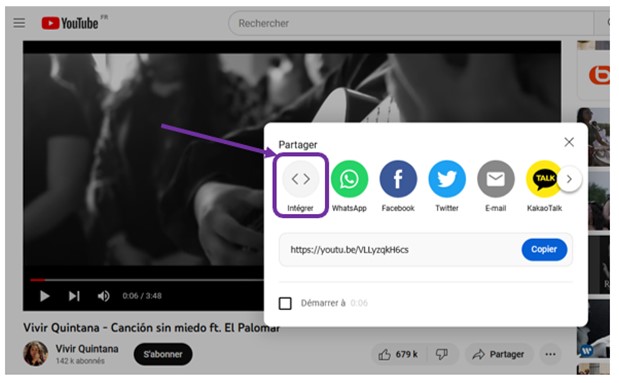 YouTube FR
Rechercher
Partager
TALK
Intégrer WhatsApp Facebook Twitter E-mail KakaoTalk
https://youtu.be/VLLyzqkH6cs Copier
0:06 / 3:48
Démarrer à 0:06
Vivir Quintana - Canción sin miedo ft. El Palomar
Vivir Quintana
142 k abonnés
S'abonner
679 k
Partager